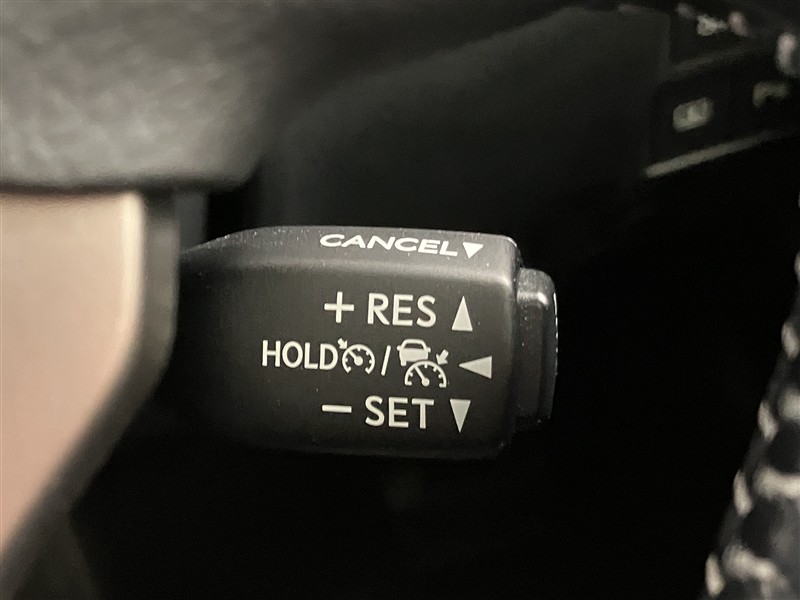 CANCEL▼
+ RES ▲
HOLD / ◀
− SET ▼